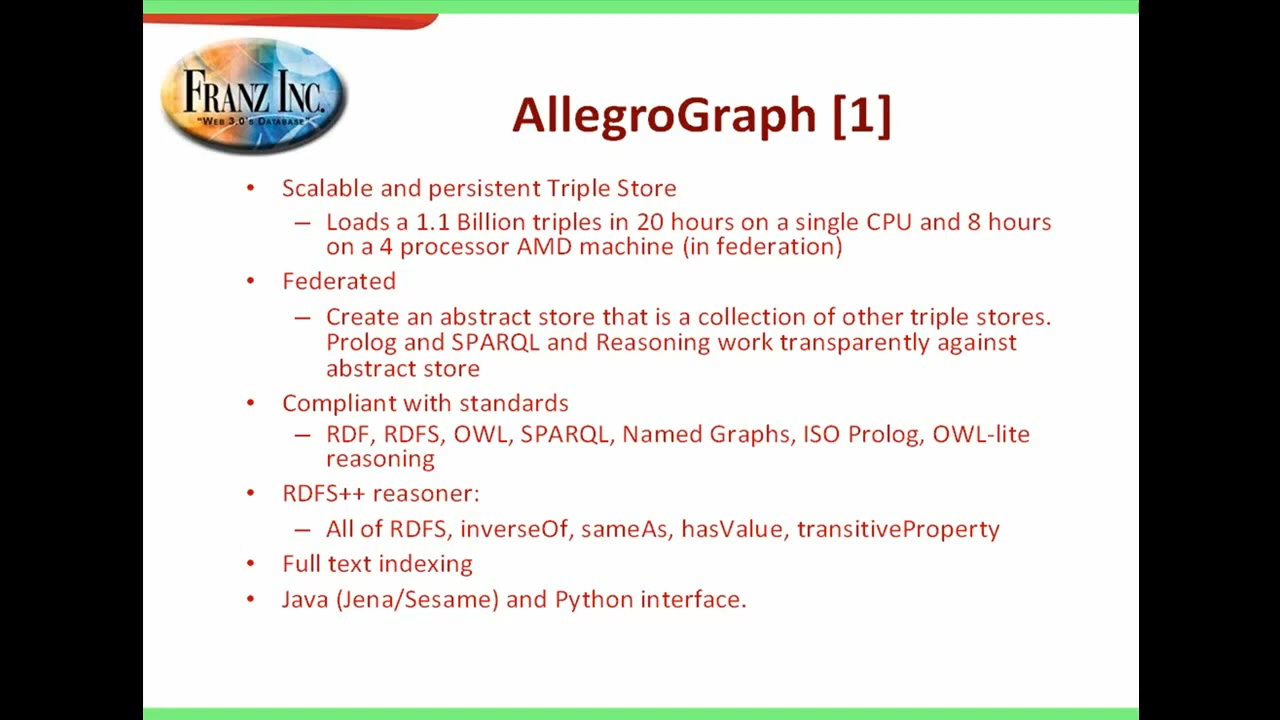 FRANZ INC.
"WEB 3.0'S DATABASE"
AllegroGraph [1]
• Scalable and persistent Triple Store
– Loads a 1.1 Billion triples in 20 hours on a single CPU and 8 hours
on a 4 processor AMD machine (in federation)
• Federated
– Create an abstract store that is a collection of other triple stores.
Prolog and SPARQL and Reasoning work transparently against
abstract store
• Compliant with standards
– RDF, RDFS, OWL, SPARQL, Named Graphs, ISO Prolog, OWL-lite
reasoning
• RDFS++ reasoner:
– All of RDFS, inverseOf, sameAs, hasValue, transitiveProperty
• Full text indexing
• Java (Jena/Sesame) and Python interface.